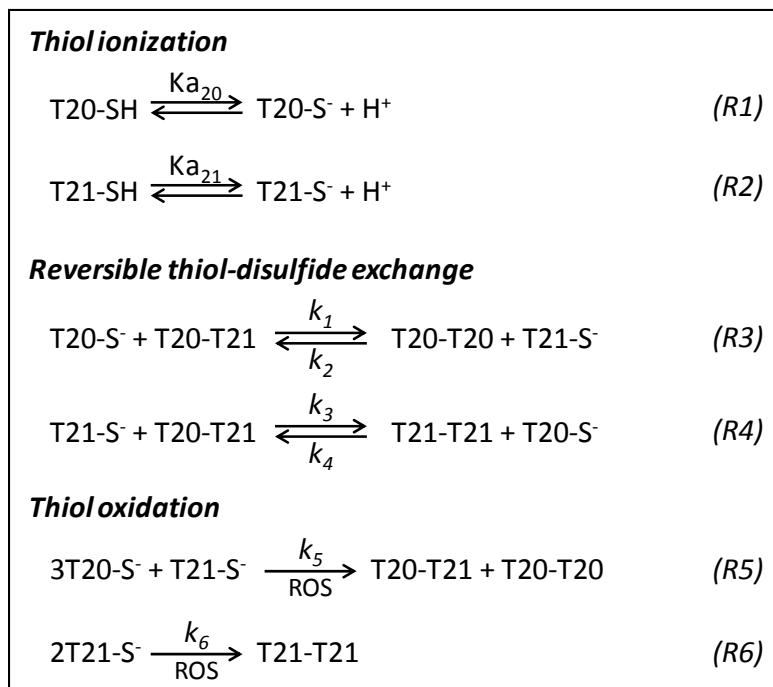 Thiol ionization
Ka20
T20-SH ⇌ T20-S- + H+ (R1)
Ka21
T21-SH ⇌ T21-S- + H+ (R2)
Reversible thiol-disulfide exchange
k1
T20-S- + T20-T21 ⇌ T20-T20 + T21-S- (R3)
k2
k3
T21-S- + T20-T21 ⇌ T21-T21 + T20-S- (R4)
k4
Thiol oxidation
k5
3T20-S- + T21-S- → T20-T21 + T20-T20 (R5)
ROS
k6
2T21-S- → T21-T21 (R6)
ROS